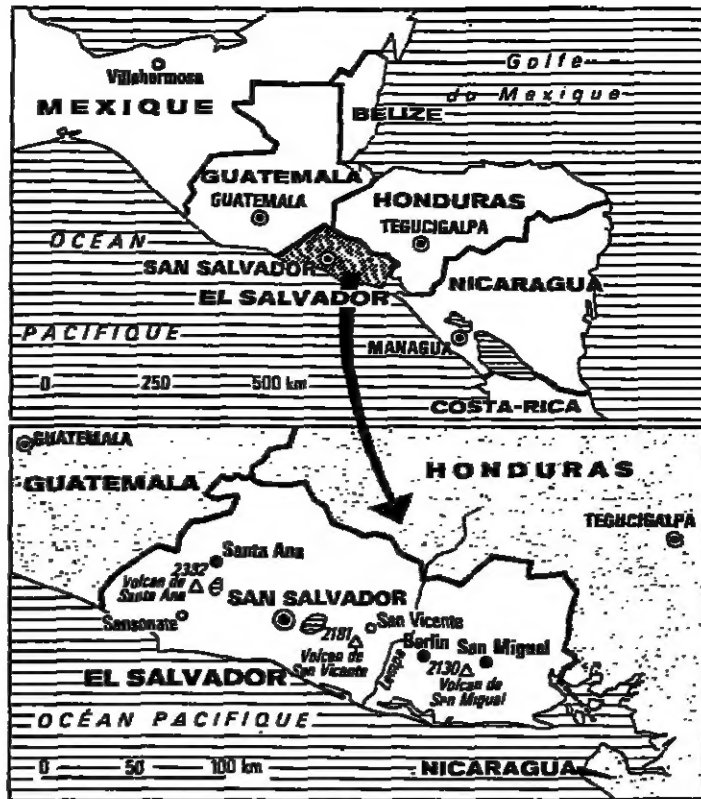 Golfe
du Mexique
Villahermosa
MEXIQUE
BELIZE
GUATEMALA
GUATEMALA
HONDURAS
TEGUCIGALPA
OCÉAN
SAN SALVADOR
NICARAGUA
EL SALVADOR
PACIFIQUE
MANAGUA
0 250 500 km
COSTA-RICA
GUATEMALA
HONDURAS
GUATEMALA
TEGUCIGALPA
Santa Ana
2382
Volcan de
Santa Ana
SAN SALVADOR
San Vicente
Sonsonate
2181
Volcan de
San Vicente
Berlin
San Miguel
Lempa
2130
Volcan de
San Miguel
EL SALVADOR
OCÉAN PACIFIQUE
0 50 100 km
NICARAGUA